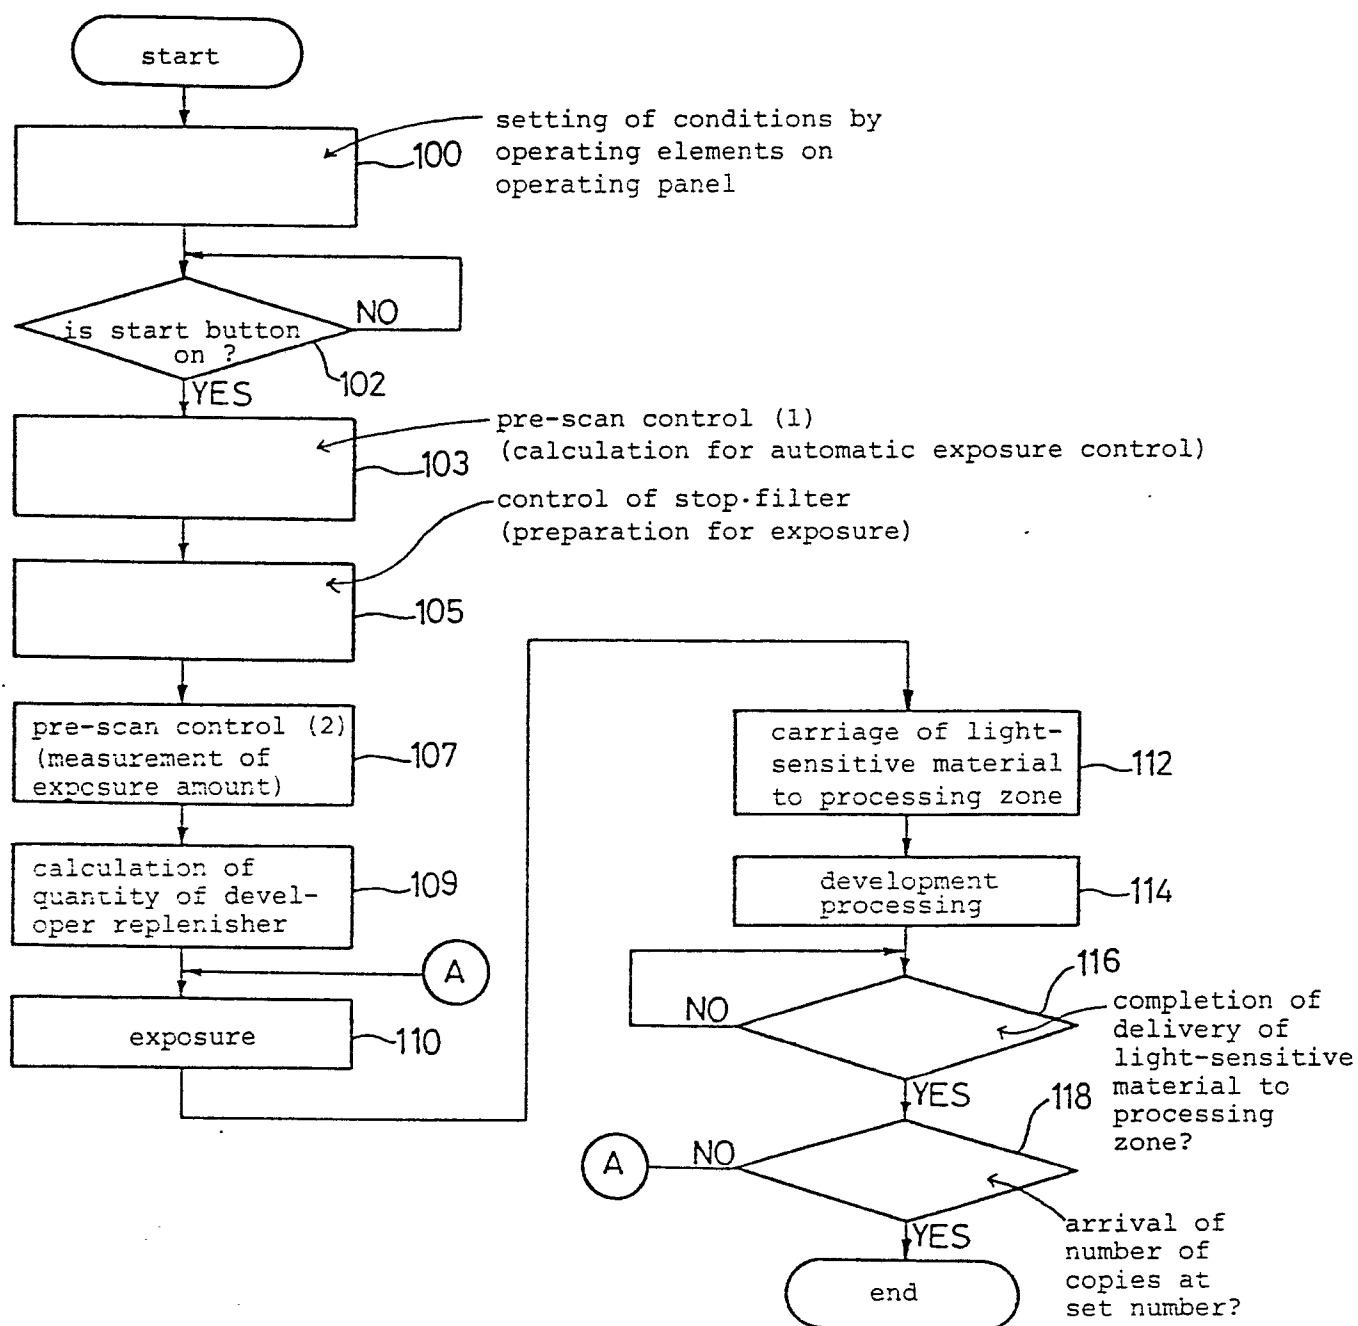 start
setting of conditions by
operating elements on
operating panel
100
NO
is start button
on ?
102
YES
pre-scan control (1)
(calculation for automatic exposure control)
103
control of stop·filter
(preparation for exposure)
105
pre-scan control (2)
(measurement of
exposure amount)
107
calculation of
quantity of devel-
oper replenisher
109
A
exposure
110
carriage of light-
sensitive material
to processing zone
112
development
processing
114
116
NO
completion of
delivery of
light-sensitive
material to
processing
zone?
YES
118
A
NO
arrival of
number of
copies at
set number?
YES
end